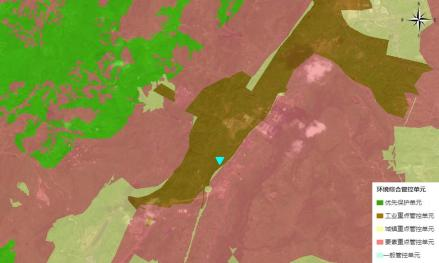 北
环境综合管控单元
优先保护单元
工业重点管控单元
城镇重点管控单元
要素重点管控单元
一般管控单元